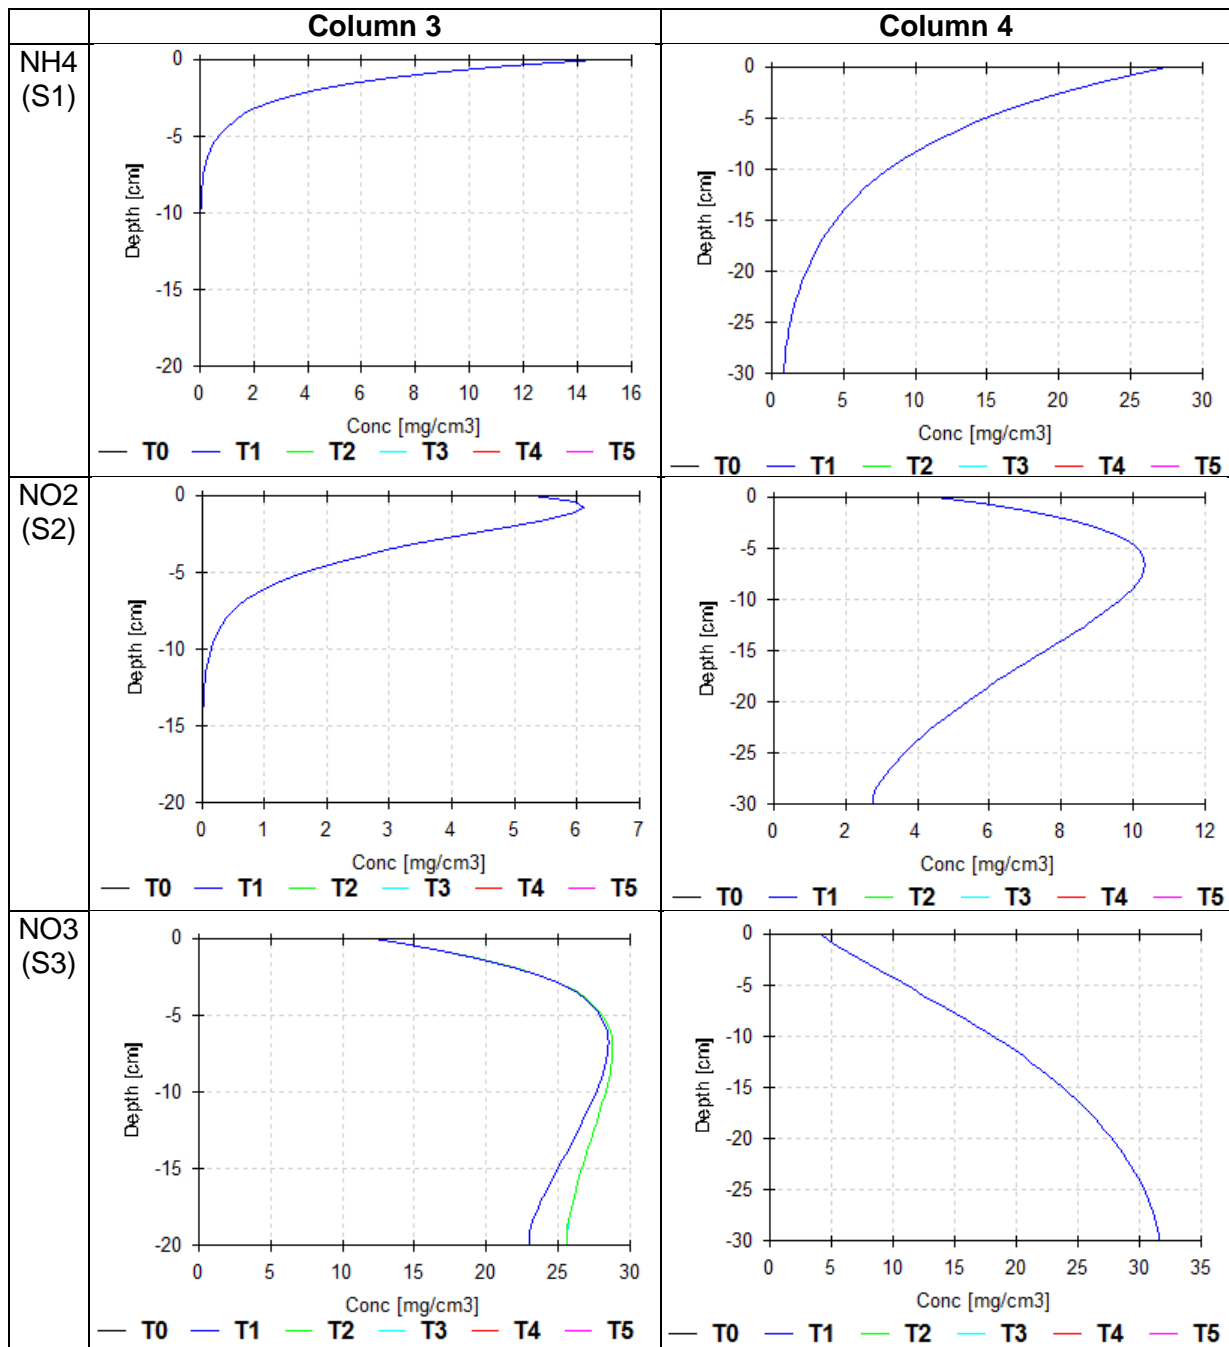 Column 3 Column 4
NH4
(S1)
0
-5
-10
-15
-20
Depth [cm]
0 2 4 6 8 10 12 14 16
Conc [mg/cm3]
T0 T1 T2 T3 T4 T5
0
-5
-10
-15
-20
-25
-30
Depth [cm]
0 5 10 15 20 25 30
Conc [mg/cm3]
T0 T1 T2 T3 T4 T5
NO2
(S2)
0
-5
-10
-15
-20
Depth [cm]
0 1 2 3 4 5 6 7
Conc [mg/cm3]
T0 T1 T2 T3 T4 T5
0
-5
-10
-15
-20
-25
-30
Depth [cm]
0 2 4 6 8 10 12
Conc [mg/cm3]
T0 T1 T2 T3 T4 T5
NO3
(S3)
0
-5
-10
-15
-20
Depth [cm]
0 5 10 15 20 25 30
Conc [mg/cm3]
T0 T1 T2 T3 T4 T5
0
-5
-10
-15
-20
-25
-30
Depth [cm]
0 5 10 15 20 25 30 35
Conc [mg/cm3]
T0 T1 T2 T3 T4 T5